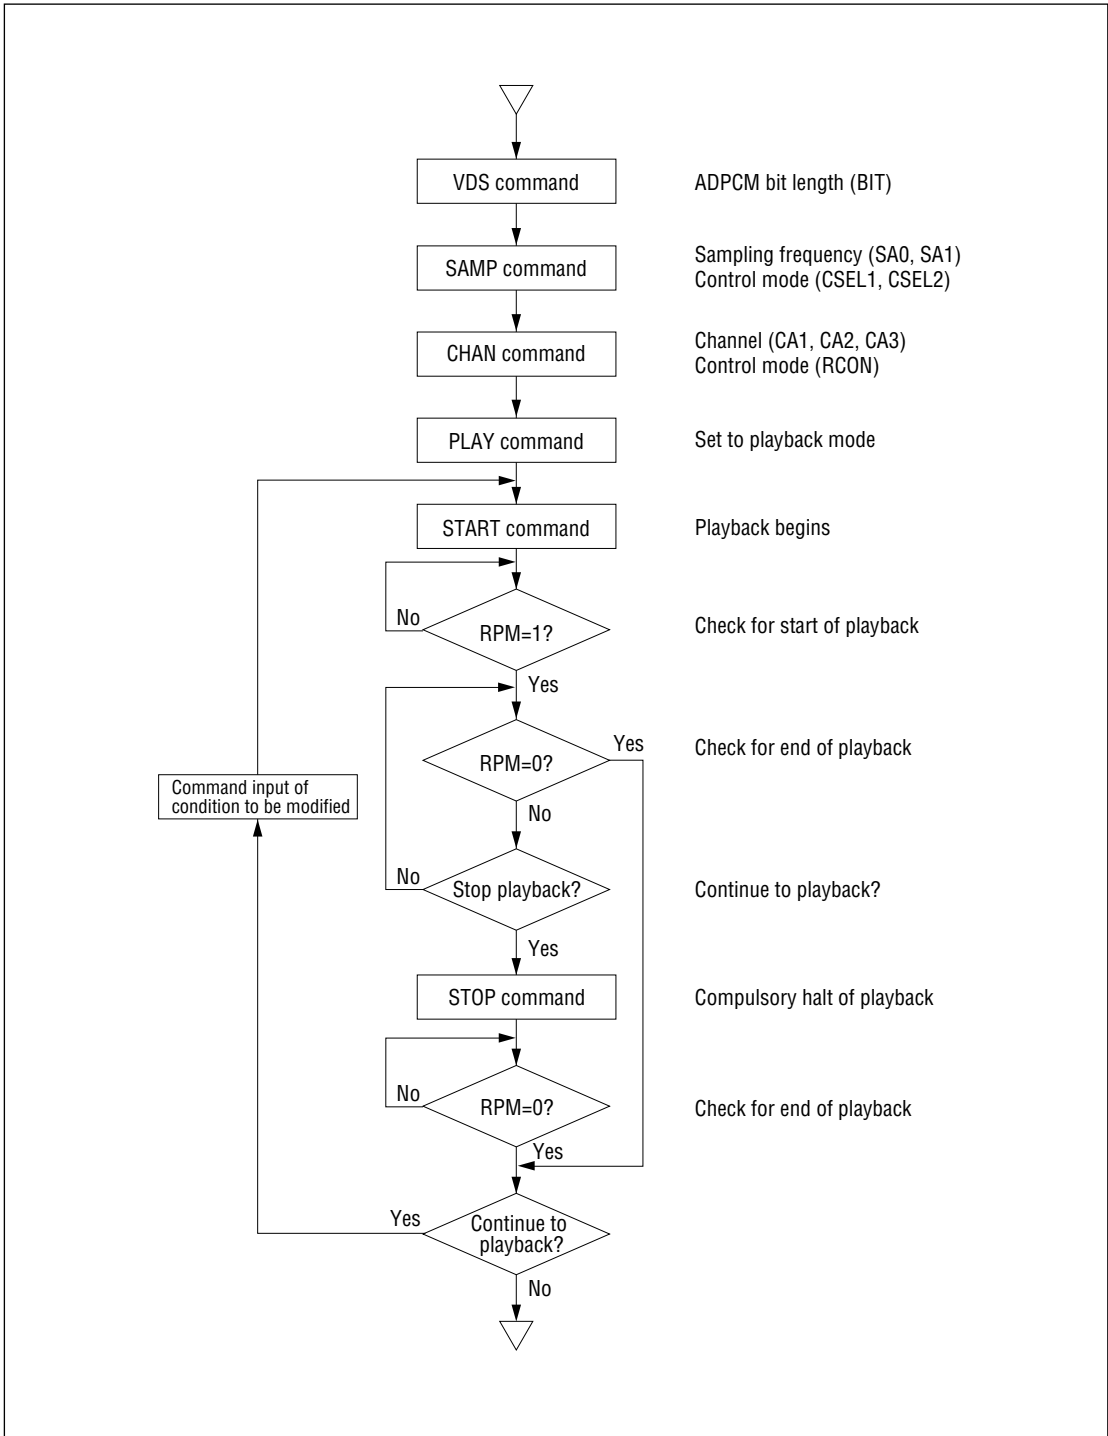 VDS command
ADPCM bit length (BIT)
SAMP command
Sampling frequency (SA0, SA1)
Control mode (CSEL1, CSEL2)
CHAN command
Channel (CA1, CA2, CA3)
Control mode (RCON)
PLAY command
Set to playback mode
START command
Playback begins
No
RPM=1?
Check for start of playback
Yes
RPM=0?
Yes
Check for end of playback
Command input of
condition to be modified
No
No
Stop playback?
Continue to playback?
Yes
STOP command
Compulsory halt of playback
No
RPM=0?
Check for end of playback
Yes
Yes
Continue to
playback?
No